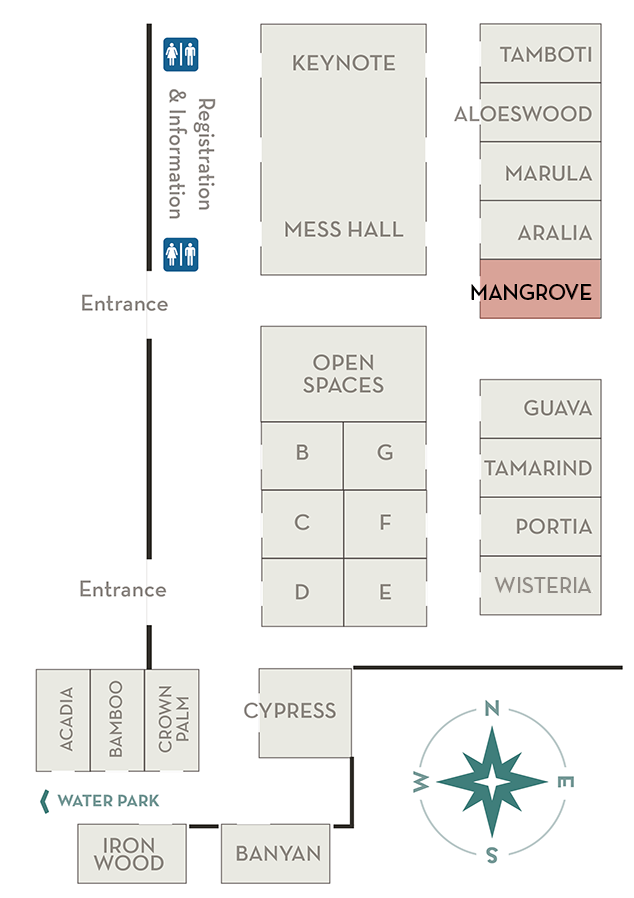 KEYNOTE
MESS HALL
Registration
& Information
Entrance
TAMBOTI
ALOESWOOD
MARULA
ARALIA
MANGROVE
OPEN
SPACES
B
G
C
F
D
E
GUAVA
TAMARIND
PORTIA
WISTERIA
Entrance
ACADIA
BAMBOO
CROWN
PALM
CYPRESS
WATER PARK
IRON
WOOD
BANYAN
N
W
E
S